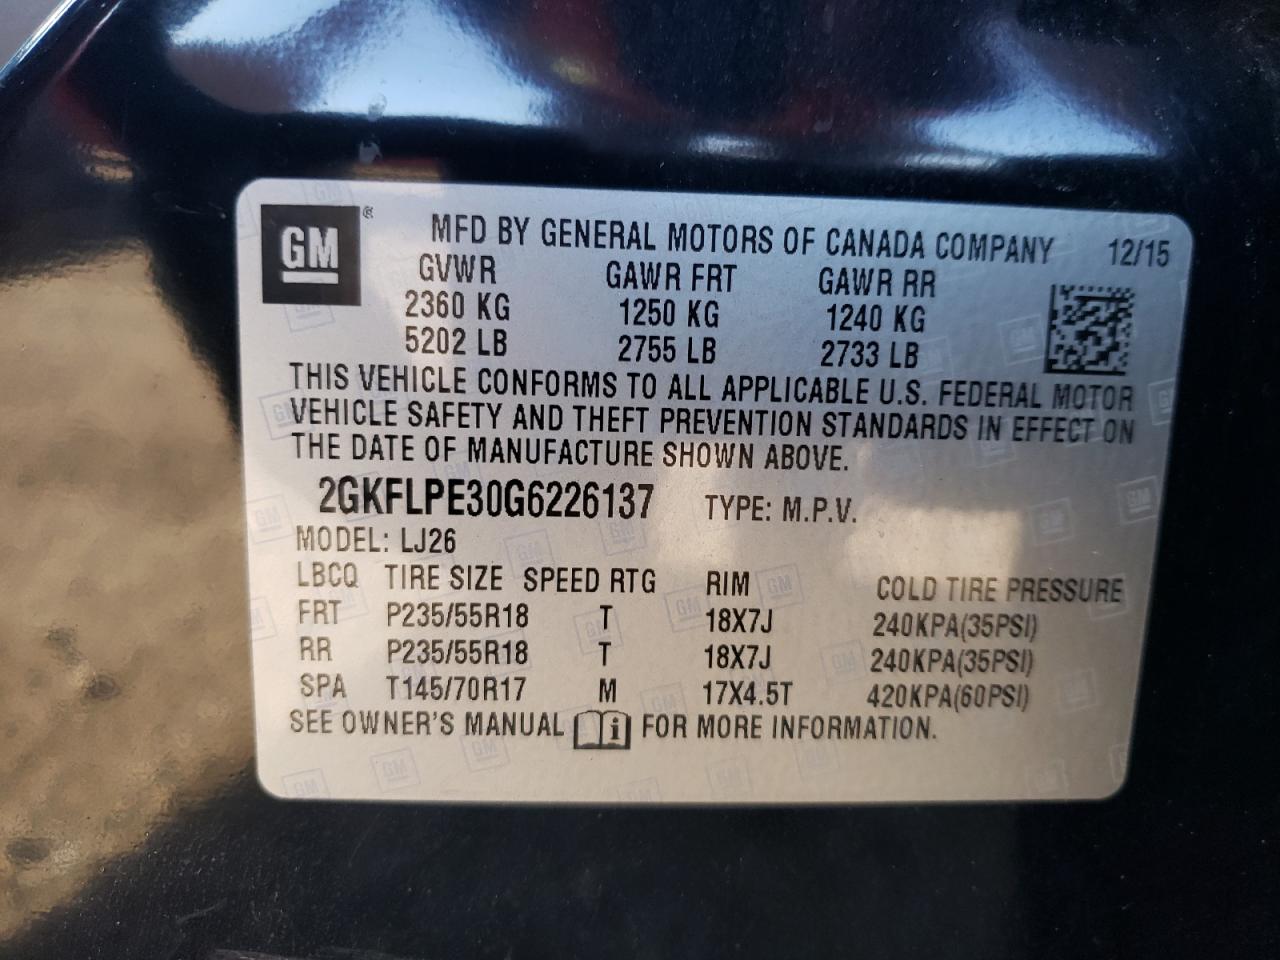 GM ® MFD BY GENERAL MOTORS OF CANADA COMPANY 12/15
GVWR GAWR FRT GAWR RR
2360 KG 1250 KG 1240 KG
5202 LB 2755 LB 2733 LB
THIS VEHICLE CONFORMS TO ALL APPLICABLE U.S. FEDERAL MOTOR
VEHICLE SAFETY AND THEFT PREVENTION STANDARDS IN EFFECT ON
THE DATE OF MANUFACTURE SHOWN ABOVE.
2GKFLPE30G6226137 TYPE: M.P.V.
MODEL: LJ26
LBCQ TIRE SIZE SPEED RTG RIM COLD TIRE PRESSURE
FRT P235/55R18 T 18X7J 240KPA(35PSI)
RR P235/55R18 T 18X7J 240KPA(35PSI)
SPA T145/70R17 M 17X4.5T 420KPA(60PSI)
SEE OWNER'S MANUAL i FOR MORE INFORMATION.